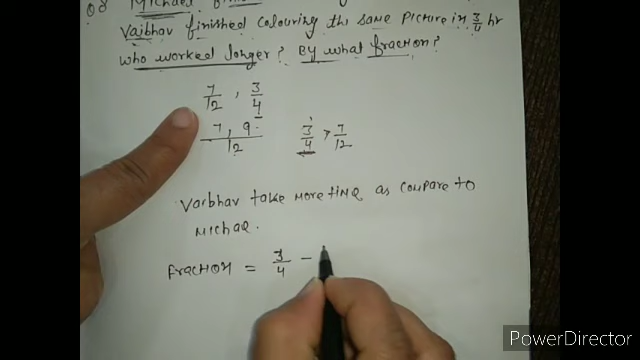 Q8 Michael
Vaibhav finished colouring the same picture in 3/4 hr
who worked longer? By what fraction?
7/12 , 3/4
7, 9 / 12
3/4 > 7/12
Vaibhav take more time as compare to
Michal.
Fraction = 3/4 -
PowerDirector